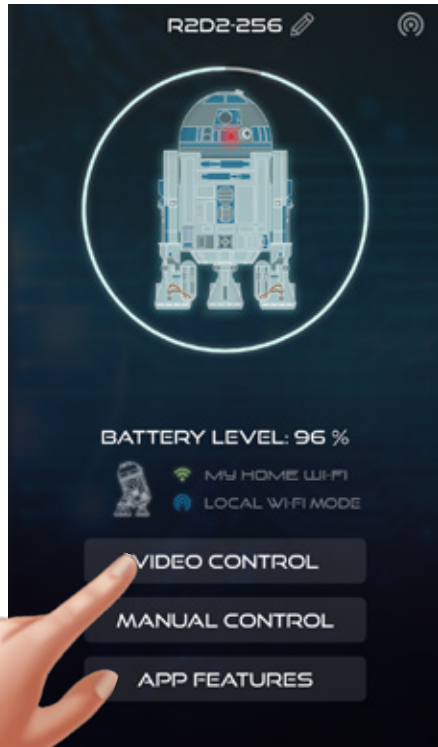 R2D2-256
BATTERY LEVEL: 96 %
MY HOME WI-FI
LOCAL WI-FI MODE
VIDEO CONTROL
MANUAL CONTROL
APP FEATURES